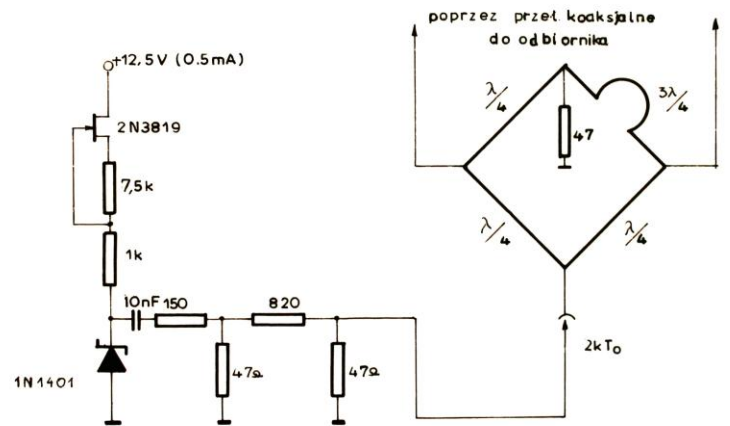 poprzez przeł. koaksjalne
do odbiornika
+12,5V (0.5mA)
2N3819
7,5k
1k
10nF 150
820
47Ω
47Ω
1N1401
λ/4
3λ/4
47
λ/4
λ/4
2kT₀